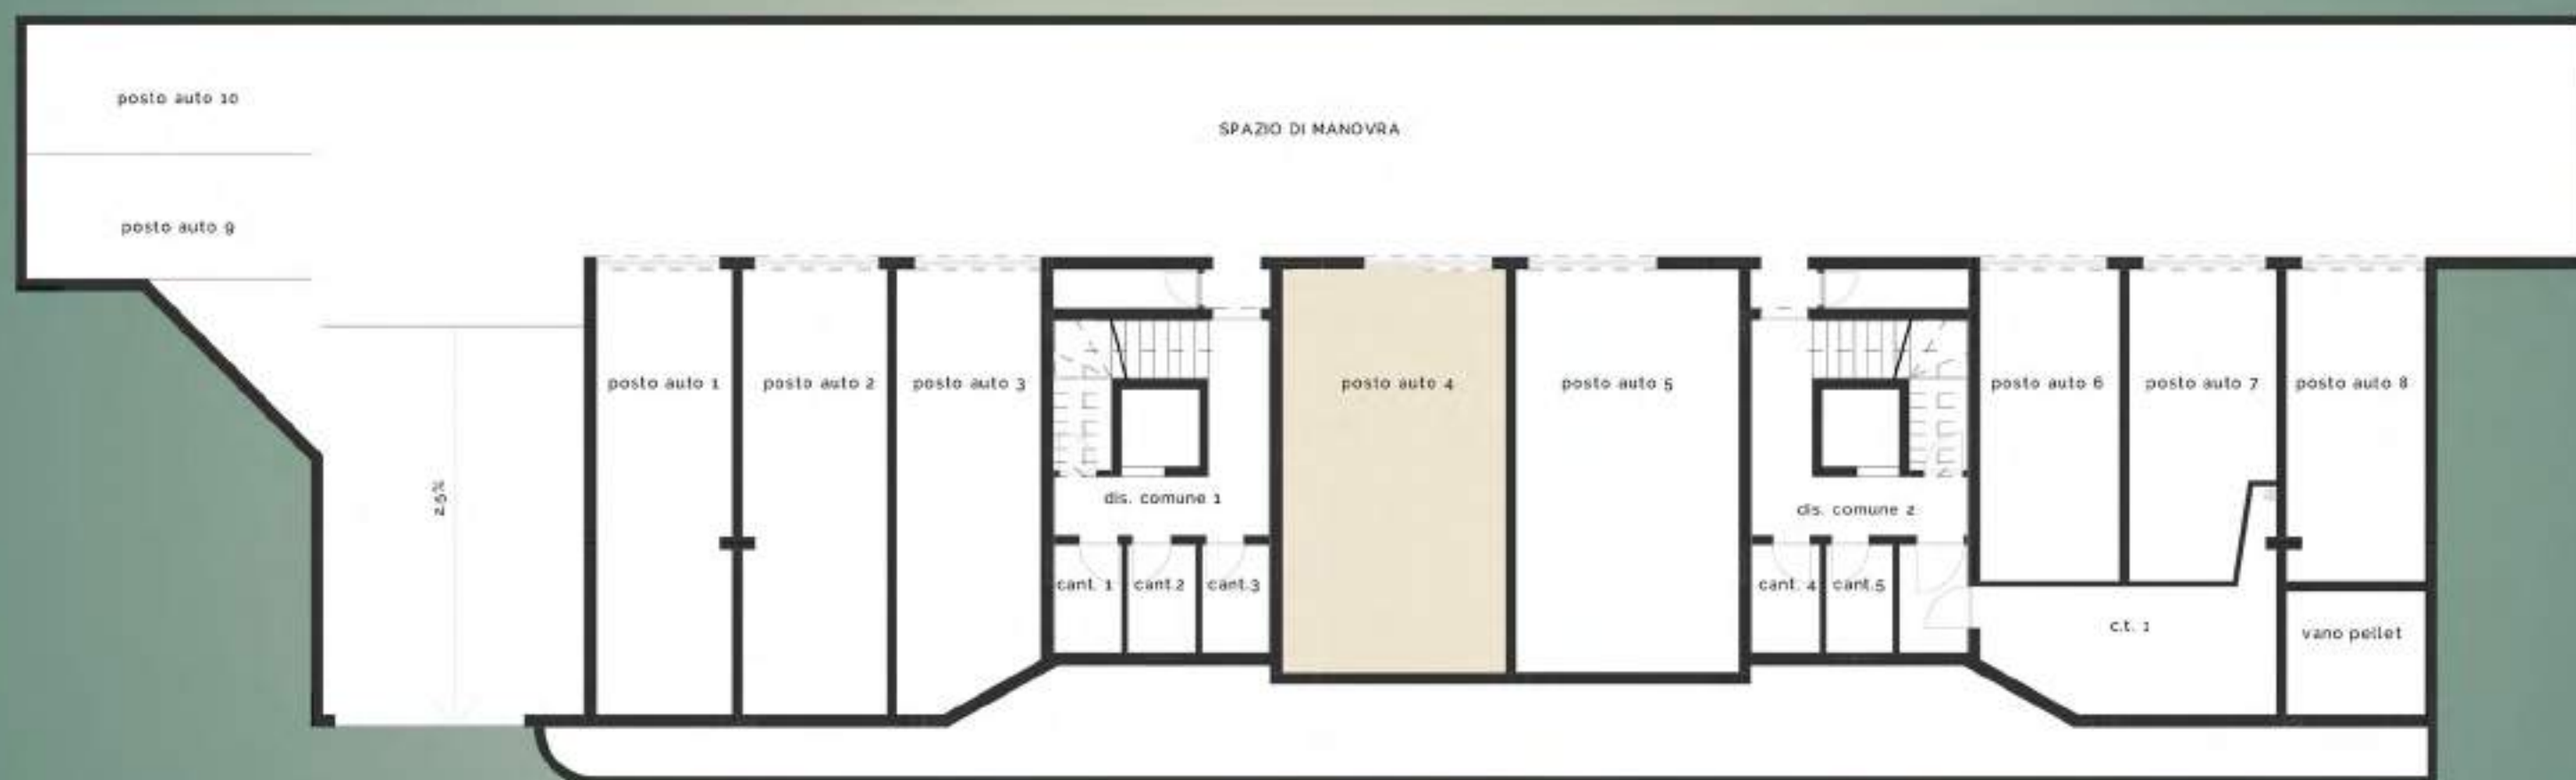 posto auto 10
SPAZIO DI MANOVRA
posto auto 9
posto auto 1
posto auto 2
posto auto 3
posto auto 4
posto auto 5
posto auto 6
posto auto 7
posto auto 8
2.5%
dis. comune 1
dis. comune 2
cant. 1
cant.2
cant.3
cant. 4
cant.5
c.t. 1
vano pellet